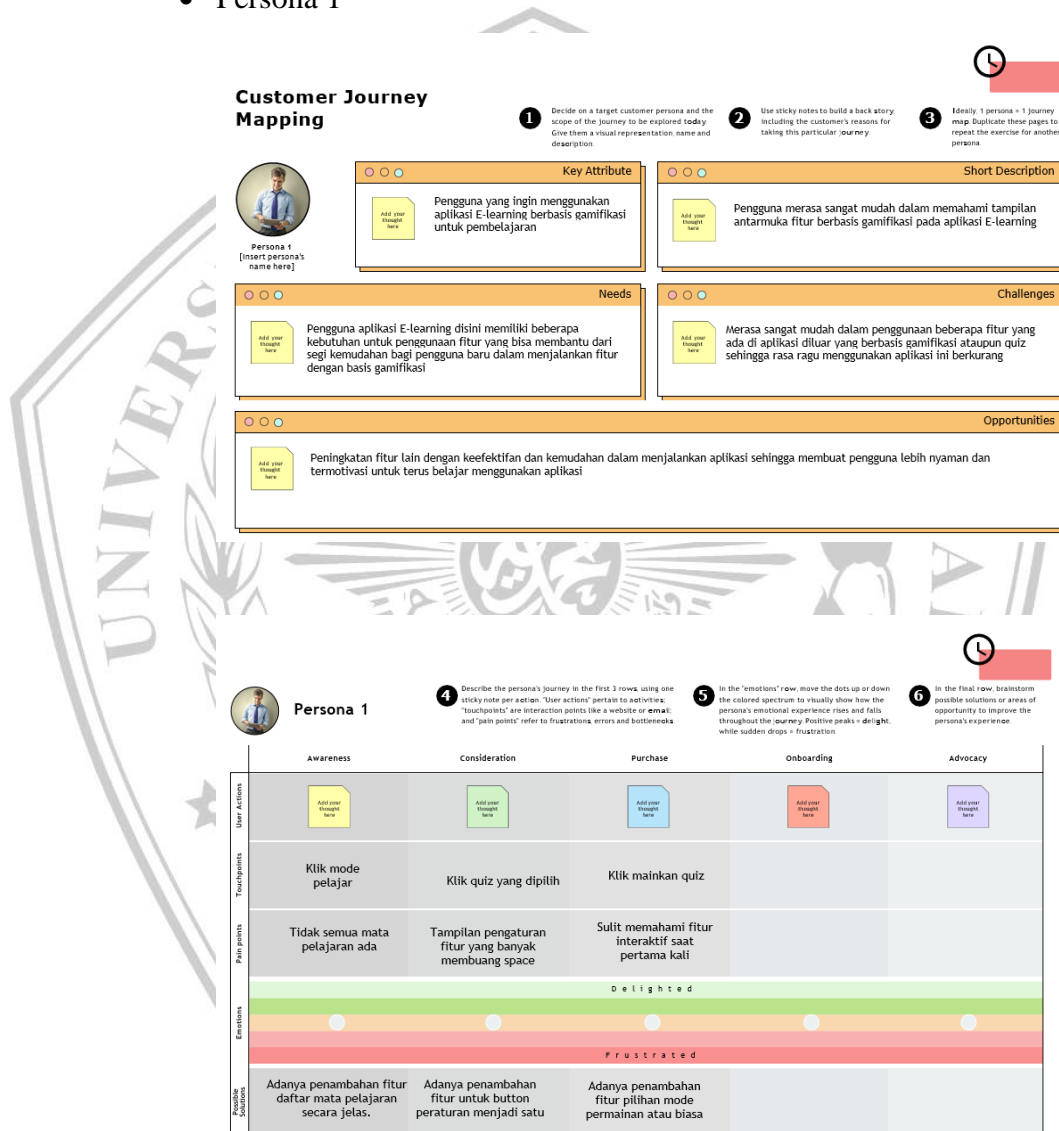 • Persona 1
Customer Journey
Mapping
1 Decide on a target customer persona and the
scope of the journey to be explored today.
Give them a visual representation, name and
description.
2 Use sticky notes to build a back story,
including the customer's reasons for
taking this particular journey.
3 Ideally, 1 persona = 1 journey
map. Duplicate these pages to
repeat the exercise for another
persona.
Persona 1
[Insert persona's
name here]
Key Attribute
Add your
thought
here
Pengguna yang ingin menggunakan
aplikasi E-learning berbasis gamifikasi
untuk pembelajaran
Short Description
Add your
thought
here
Pengguna merasa sangat mudah dalam memahami tampilan
antarmuka fitur berbasis gamifikasi pada aplikasi E-learning
Needs
Add your
thought
here
Pengguna aplikasi E-learning disini memiliki beberapa
kebutuhan untuk penggunaan fitur yang bisa membantu dari
segi kemudahan bagi pengguna baru dalam menjalankan fitur
dengan basis gamifikasi
Challenges
Add your
thought
here
Merasa sangat mudah dalam penggunaan beberapa fitur yang
ada di aplikasi diluar yang berbasis gamifikasi ataupun quiz
sehingga rasa ragu menggunakan aplikasi ini berkurang
Opportunities
Add your
thought
here
Peningkatan fitur lain dengan keefektifan dan kemudahan dalam menjalankan aplikasi sehingga membuat pengguna lebih nyaman dan
termotivasi untuk terus belajar menggunakan aplikasi
UNIVERS
Persona 1
4 Describe the persona's journey in the first 3 rows, using one
sticky note per action. "User actions" pertain to activities;
"touchpoints" are interaction points like a website or email;
and "pain points" refer to frustrations, errors and bottlenecks.
5 In the "emotions" row, move the dots up or down
the colored spectrum to visually show how the
persona's emotional experience rises and falls
throughout the journey. Positive peaks = delight,
while sudden drops = frustration.
6 In the final row, brainstorm
possible solutions or areas of
opportunity to improve the
persona's experience.
Awareness
Consideration
Purchase
Onboarding
Advocacy
User Actions
Add your
thought
here
Add your
thought
here
Add your
thought
here
Add your
thought
here
Add your
thought
here
Touchpoints
Klik mode
pelajar
Klik quiz yang dipilih
Klik mainkan quiz
Pain points
Tidak semua mata
pelajaran ada
Tampilan pengaturan
fitur yang banyak
membuang space
Sulit memahami fitur
interaktif saat
pertama kali
Emotions
Delighted
Frustrated
Possible
Solutions
Adanya penambahan fitur
daftar mata pelajaran
secara jelas.
Adanya penambahan
fitur untuk button
peraturan menjadi satu
Adanya penambahan
fitur pilihan mode
permainan atau biasa